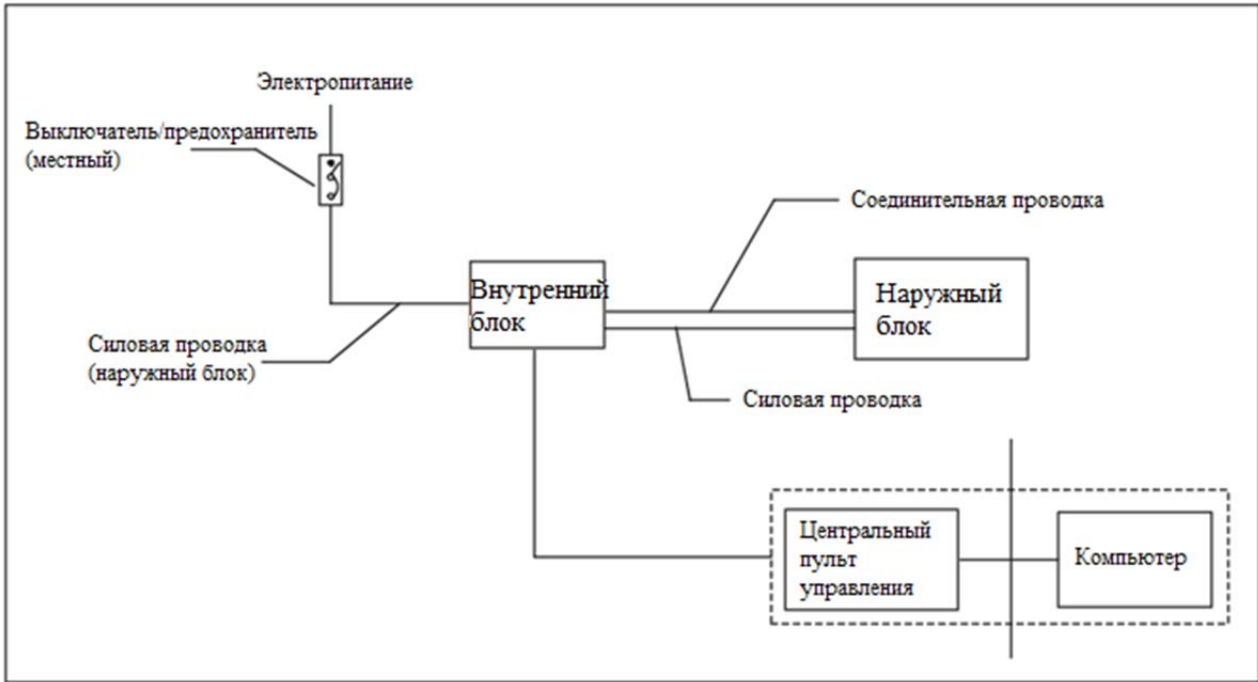 Электропитание
Выключатель/предохранитель
(местный)
Соединительная проводка
Внутренний
блок
Наружный
блок
Силовая проводка
(наружный блок)
Силовая проводка
Центральный
пульт
управления
Компьютер